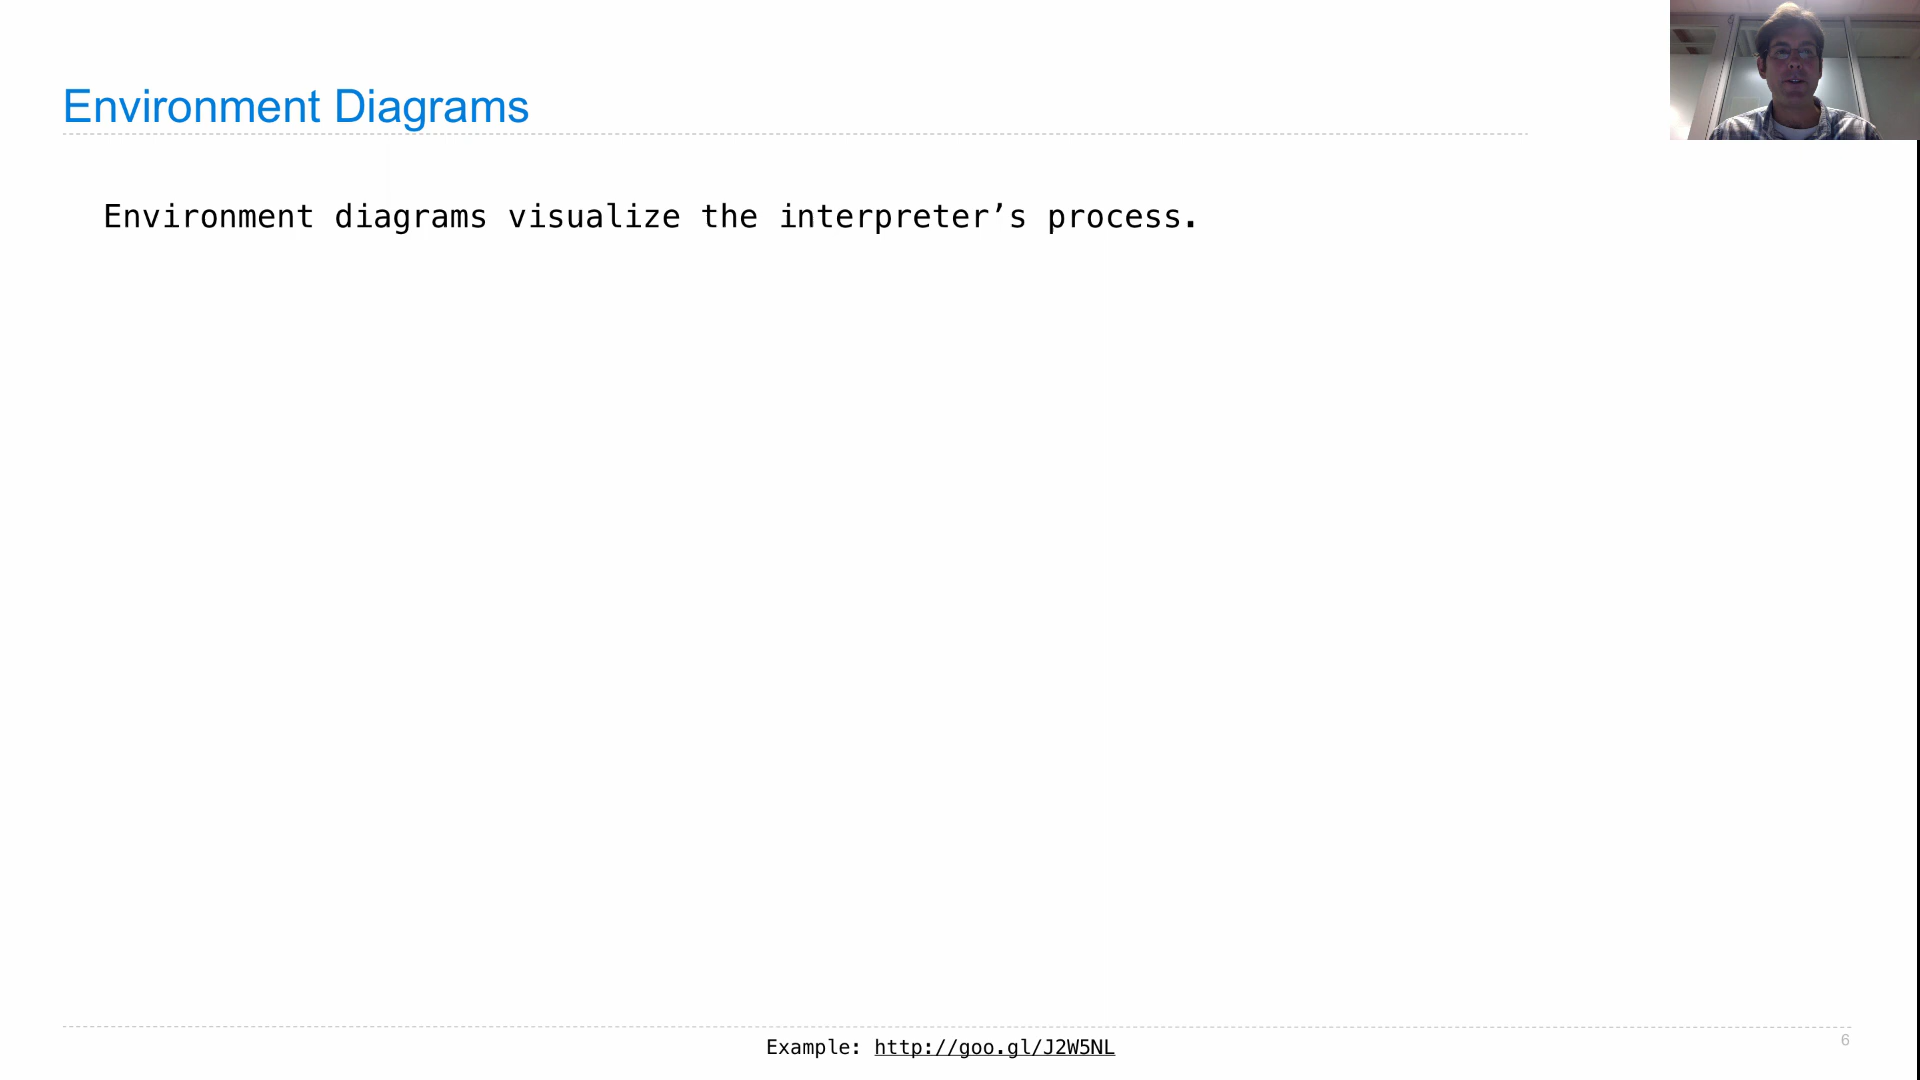 Environment Diagrams
Environment diagrams visualize the interpreter’s process.
Example: http://goo.gl/J2W5NL
6